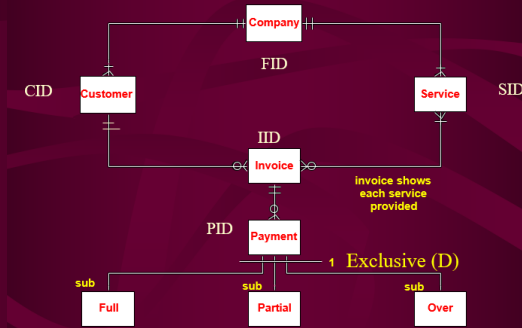 Company
FID
CID
Customer
Service
SID
IID
Invoice
invoice shows
each service
provided
PID
Payment
1 Exclusive (D)
sub
sub
sub
Full
Partial
Over